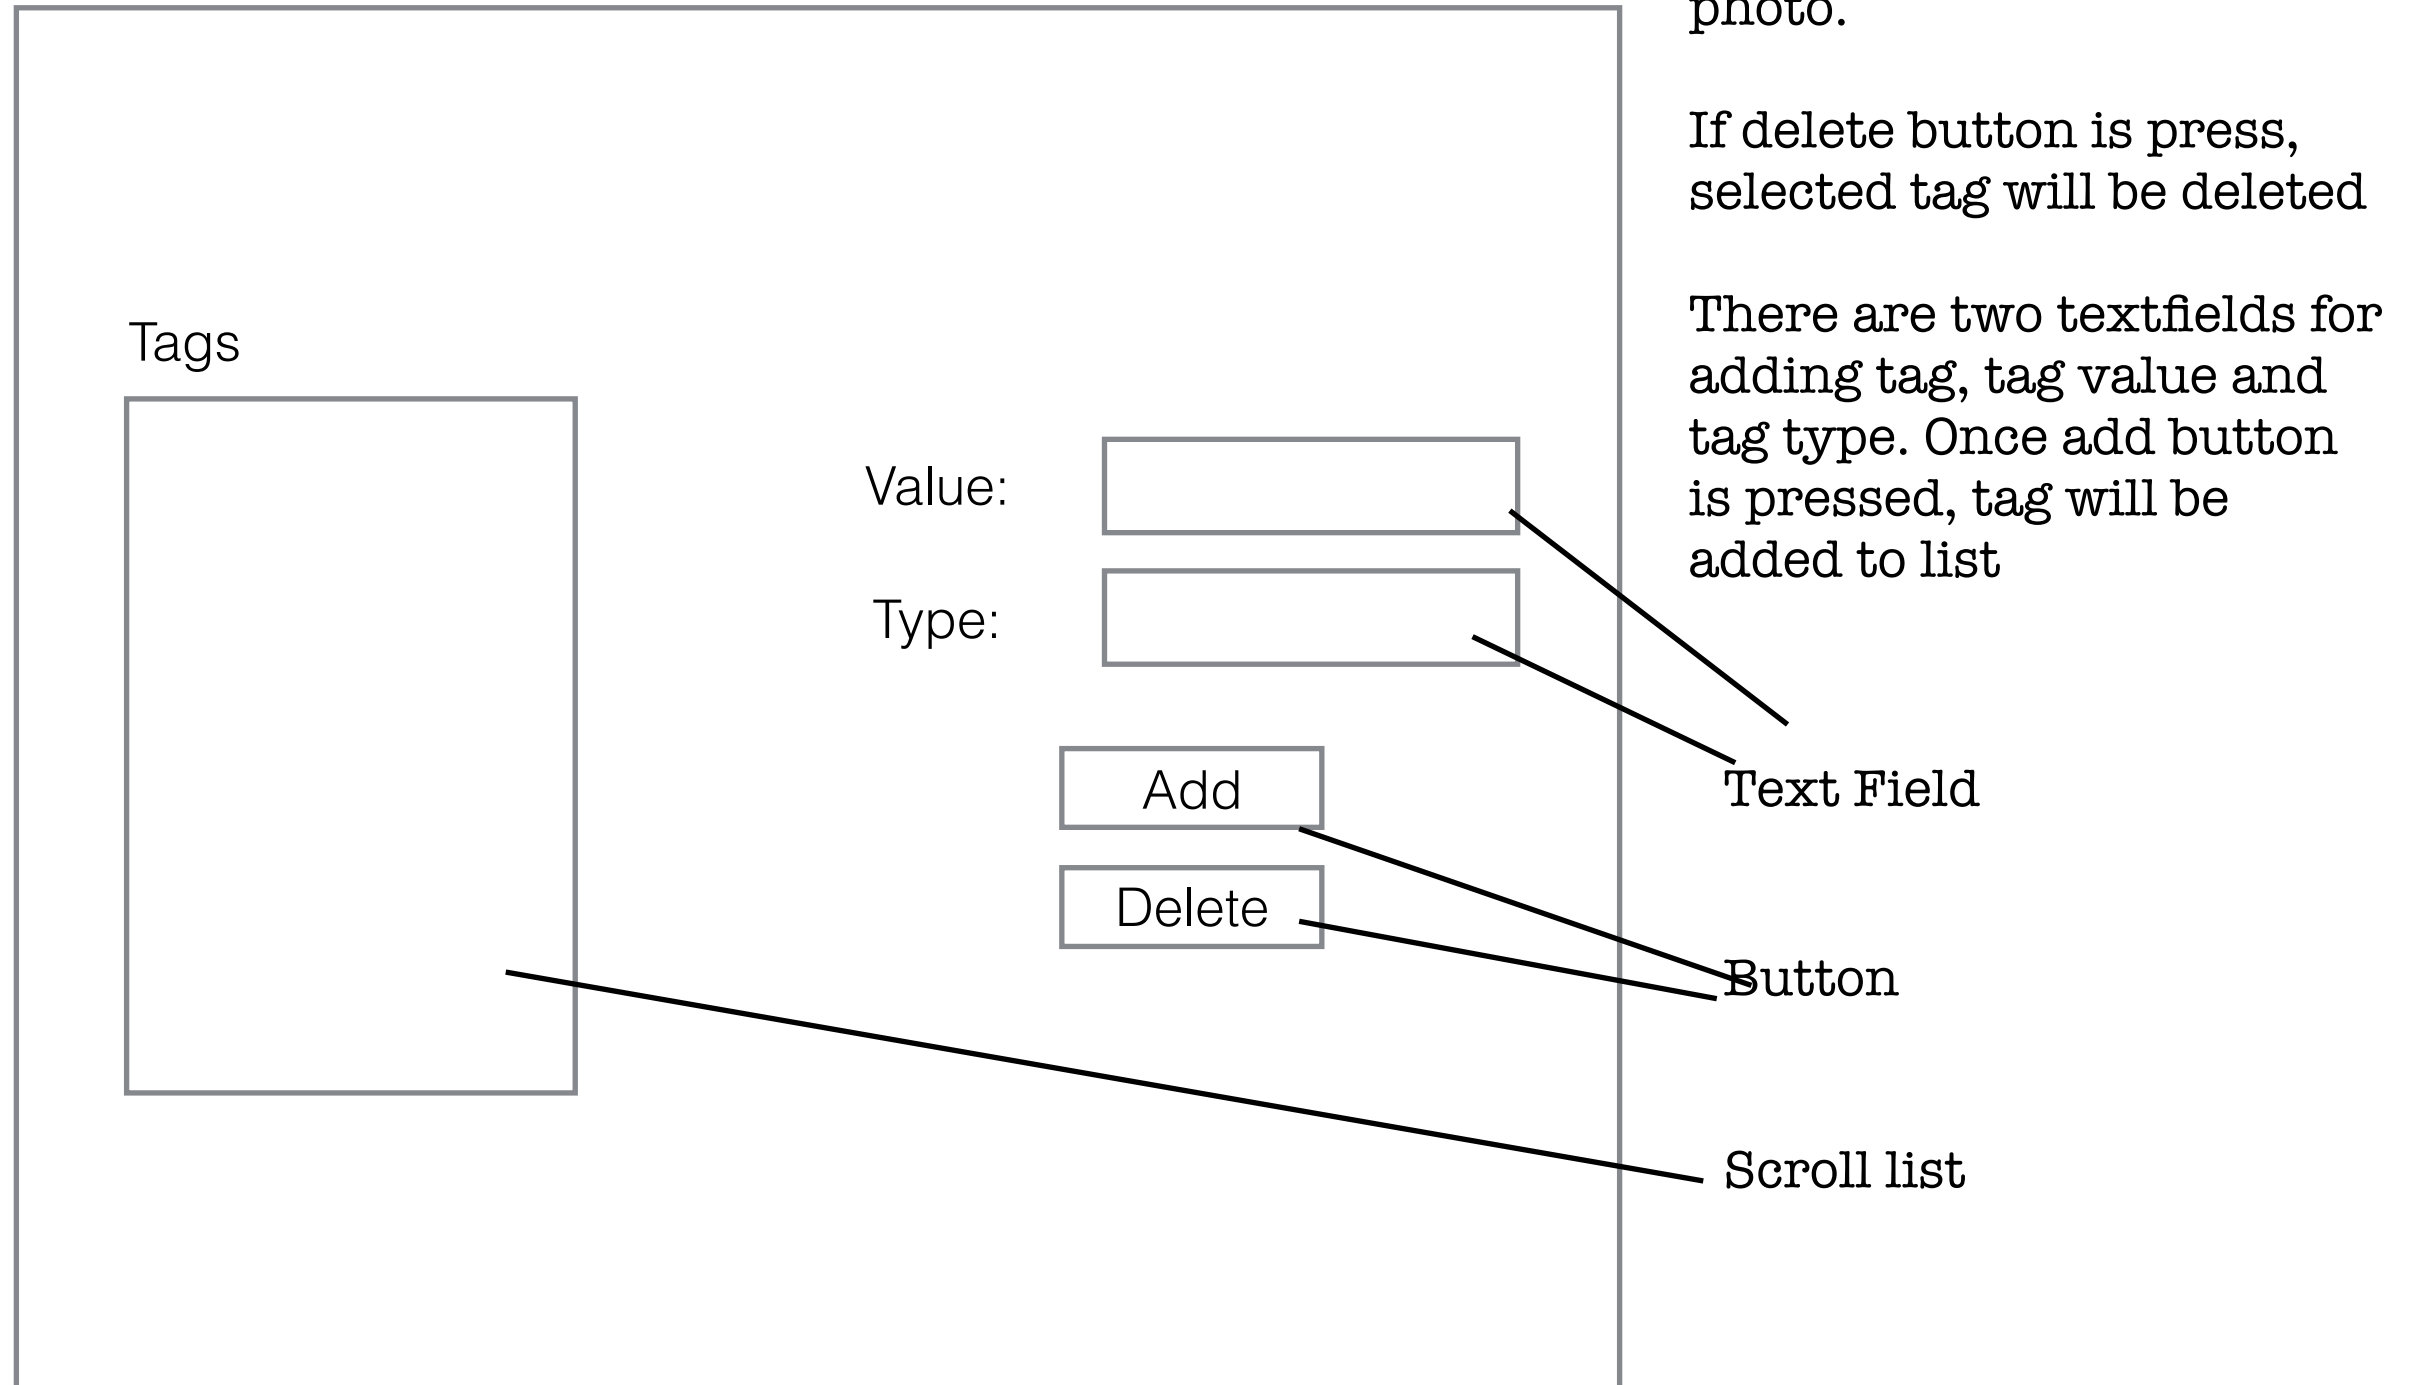 photo.
If delete button is press,
selected tag will be deleted
There are two textfields for
adding tag, tag value and
tag type. Once add button
is pressed, tag will be
added to list
Tags
Value:
Type:
Add
Delete
Text Field
Button
Scroll list